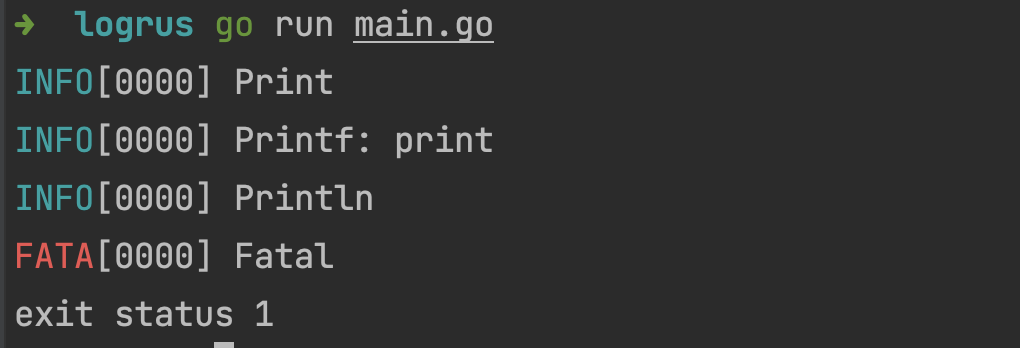 ➜  logrus go run main.go
INFO[0000] Print
INFO[0000] Printf: print
INFO[0000] Println
FATA[0000] Fatal
exit status 1